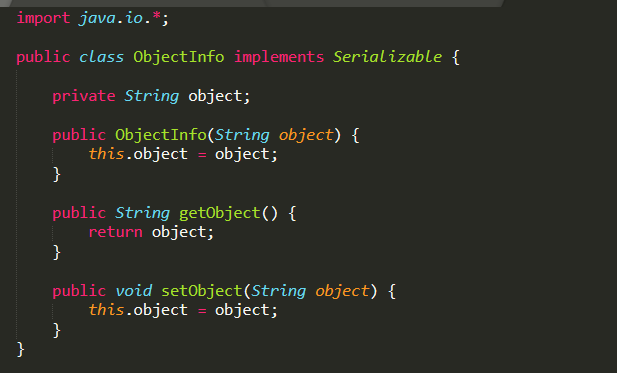 import java.io.*;
public class ObjectInfo implements Serializable {
private String object;
public ObjectInfo(String object) {
this.object = object;
}
public String getObject() {
return object;
}
public void setObject(String object) {
this.object = object;
}
}